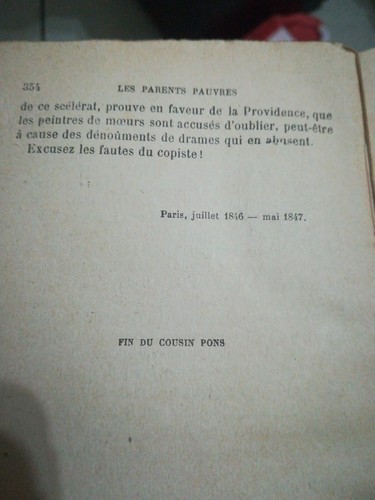 354 LES PARENTS PAUVRES
de ce scélérat, prouve en faveur de la Providence, que
les peintres de mœurs sont accusés d'oublier, peut-être
à cause des dénoûments de drames qui en abusent.
Excusez les fautes du copiste !
Paris, juillet 1846 — mai 1847.
FIN DU COUSIN PONS